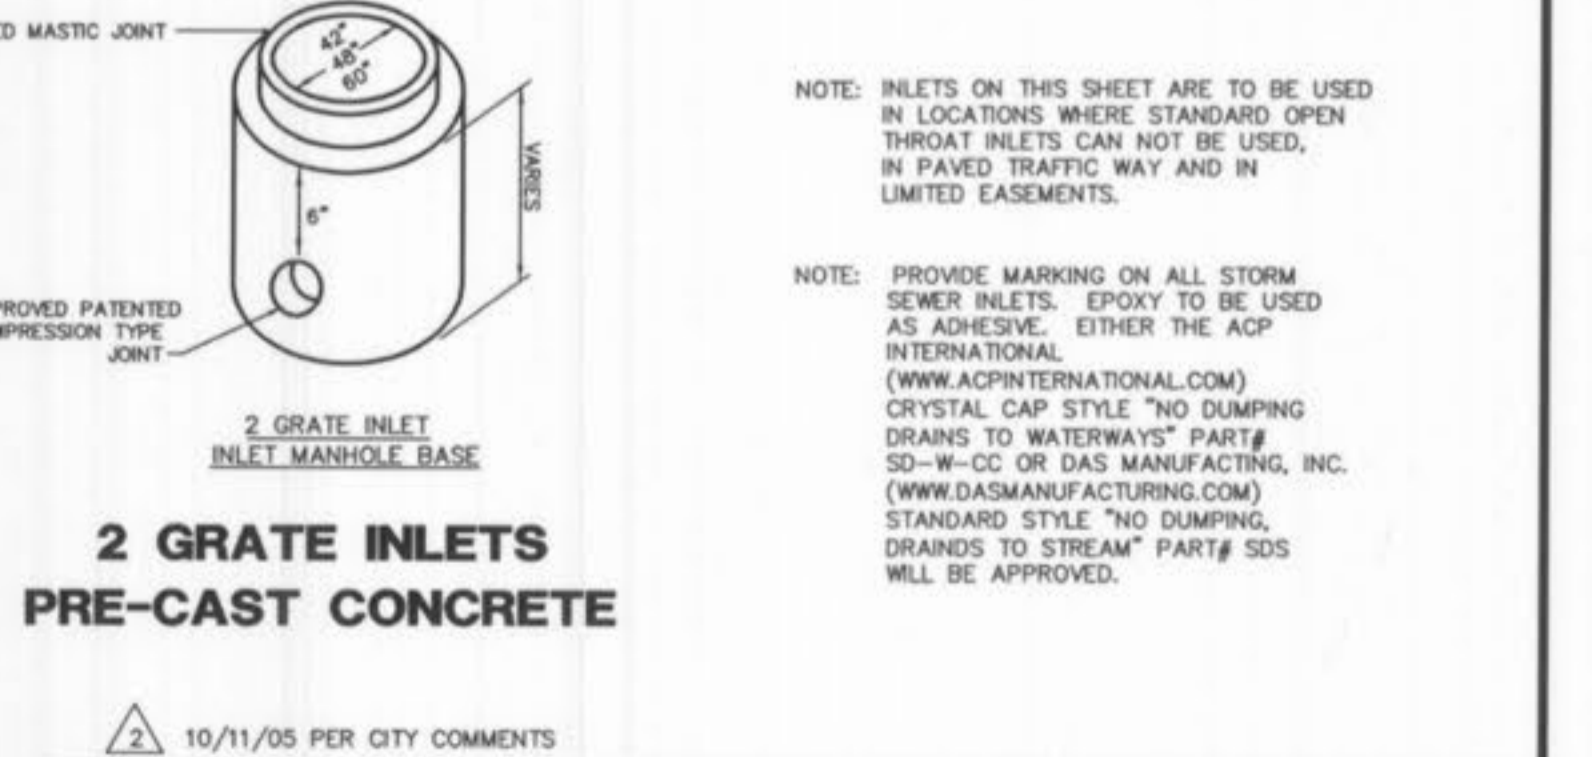 ED MASTIC JOINT
42"
48"
60"
VARIES
6"
PROVED PATENTED
MPRESSION TYPE
JOINT
2 GRATE INLET
INLET MANHOLE BASE
2 GRATE INLETS
PRE-CAST CONCRETE
2 10/11/05 PER CITY COMMENTS
NOTE: INLETS ON THIS SHEET ARE TO BE USED
IN LOCATIONS WHERE STANDARD OPEN
THROAT INLETS CAN NOT BE USED,
IN PAVED TRAFFIC WAY AND IN
LIMITED EASEMENTS.
NOTE: PROVIDE MARKING ON ALL STORM
SEWER INLETS. EPOXY TO BE USED
AS ADHESIVE. EITHER THE ACP
INTERNATIONAL
(WWW.ACPINTERNATIONAL.COM)
CRYSTAL CAP STYLE "NO DUMPING
DRAINS TO WATERWAYS" PART#
SD-W-CC OR DAS MANUFACTING, INC.
(WWW.DASMANUFACTURING.COM)
STANDARD STYLE "NO DUMPING,
DRAINDS TO STREAM" PART# SDS
WILL BE APPROVED.